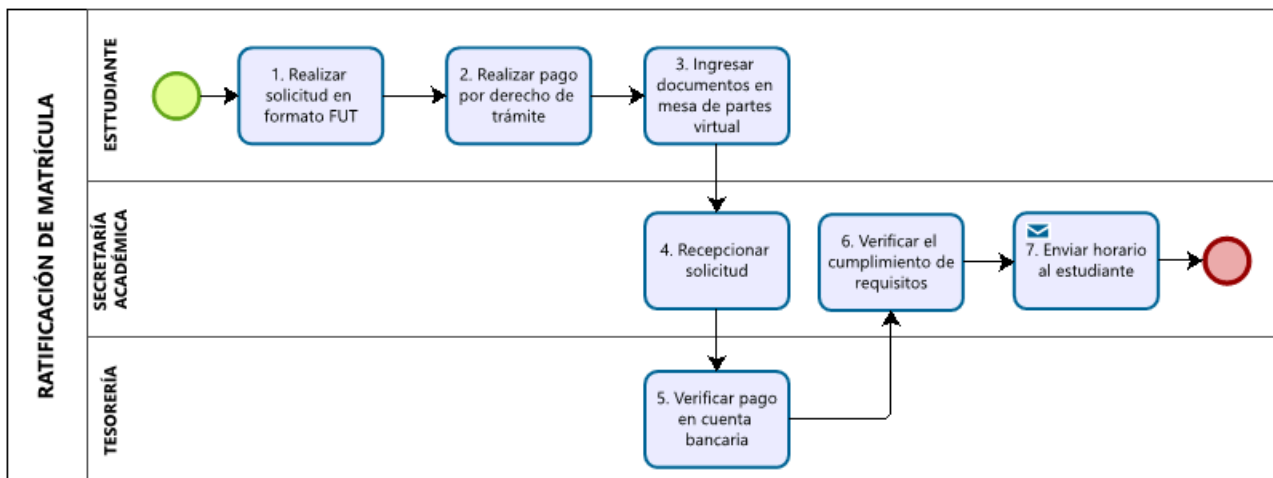 RATIFICACIÓN DE MATRÍCULA
ESTTUDIANTE
1. Realizar
solicitud en
formato FUT
2. Realizar pago
por derecho de
trámite
3. Ingresar
documentos en
mesa de partes
virtual
SECRETARÍA
ACADÉMICA
4. Recepcionar
solicitud
6. Verificar el
cumplimiento de
requisitos
7. Enviar horario
al estudiante
TESORERÍA
5. Verificar pago
en cuenta
bancaria